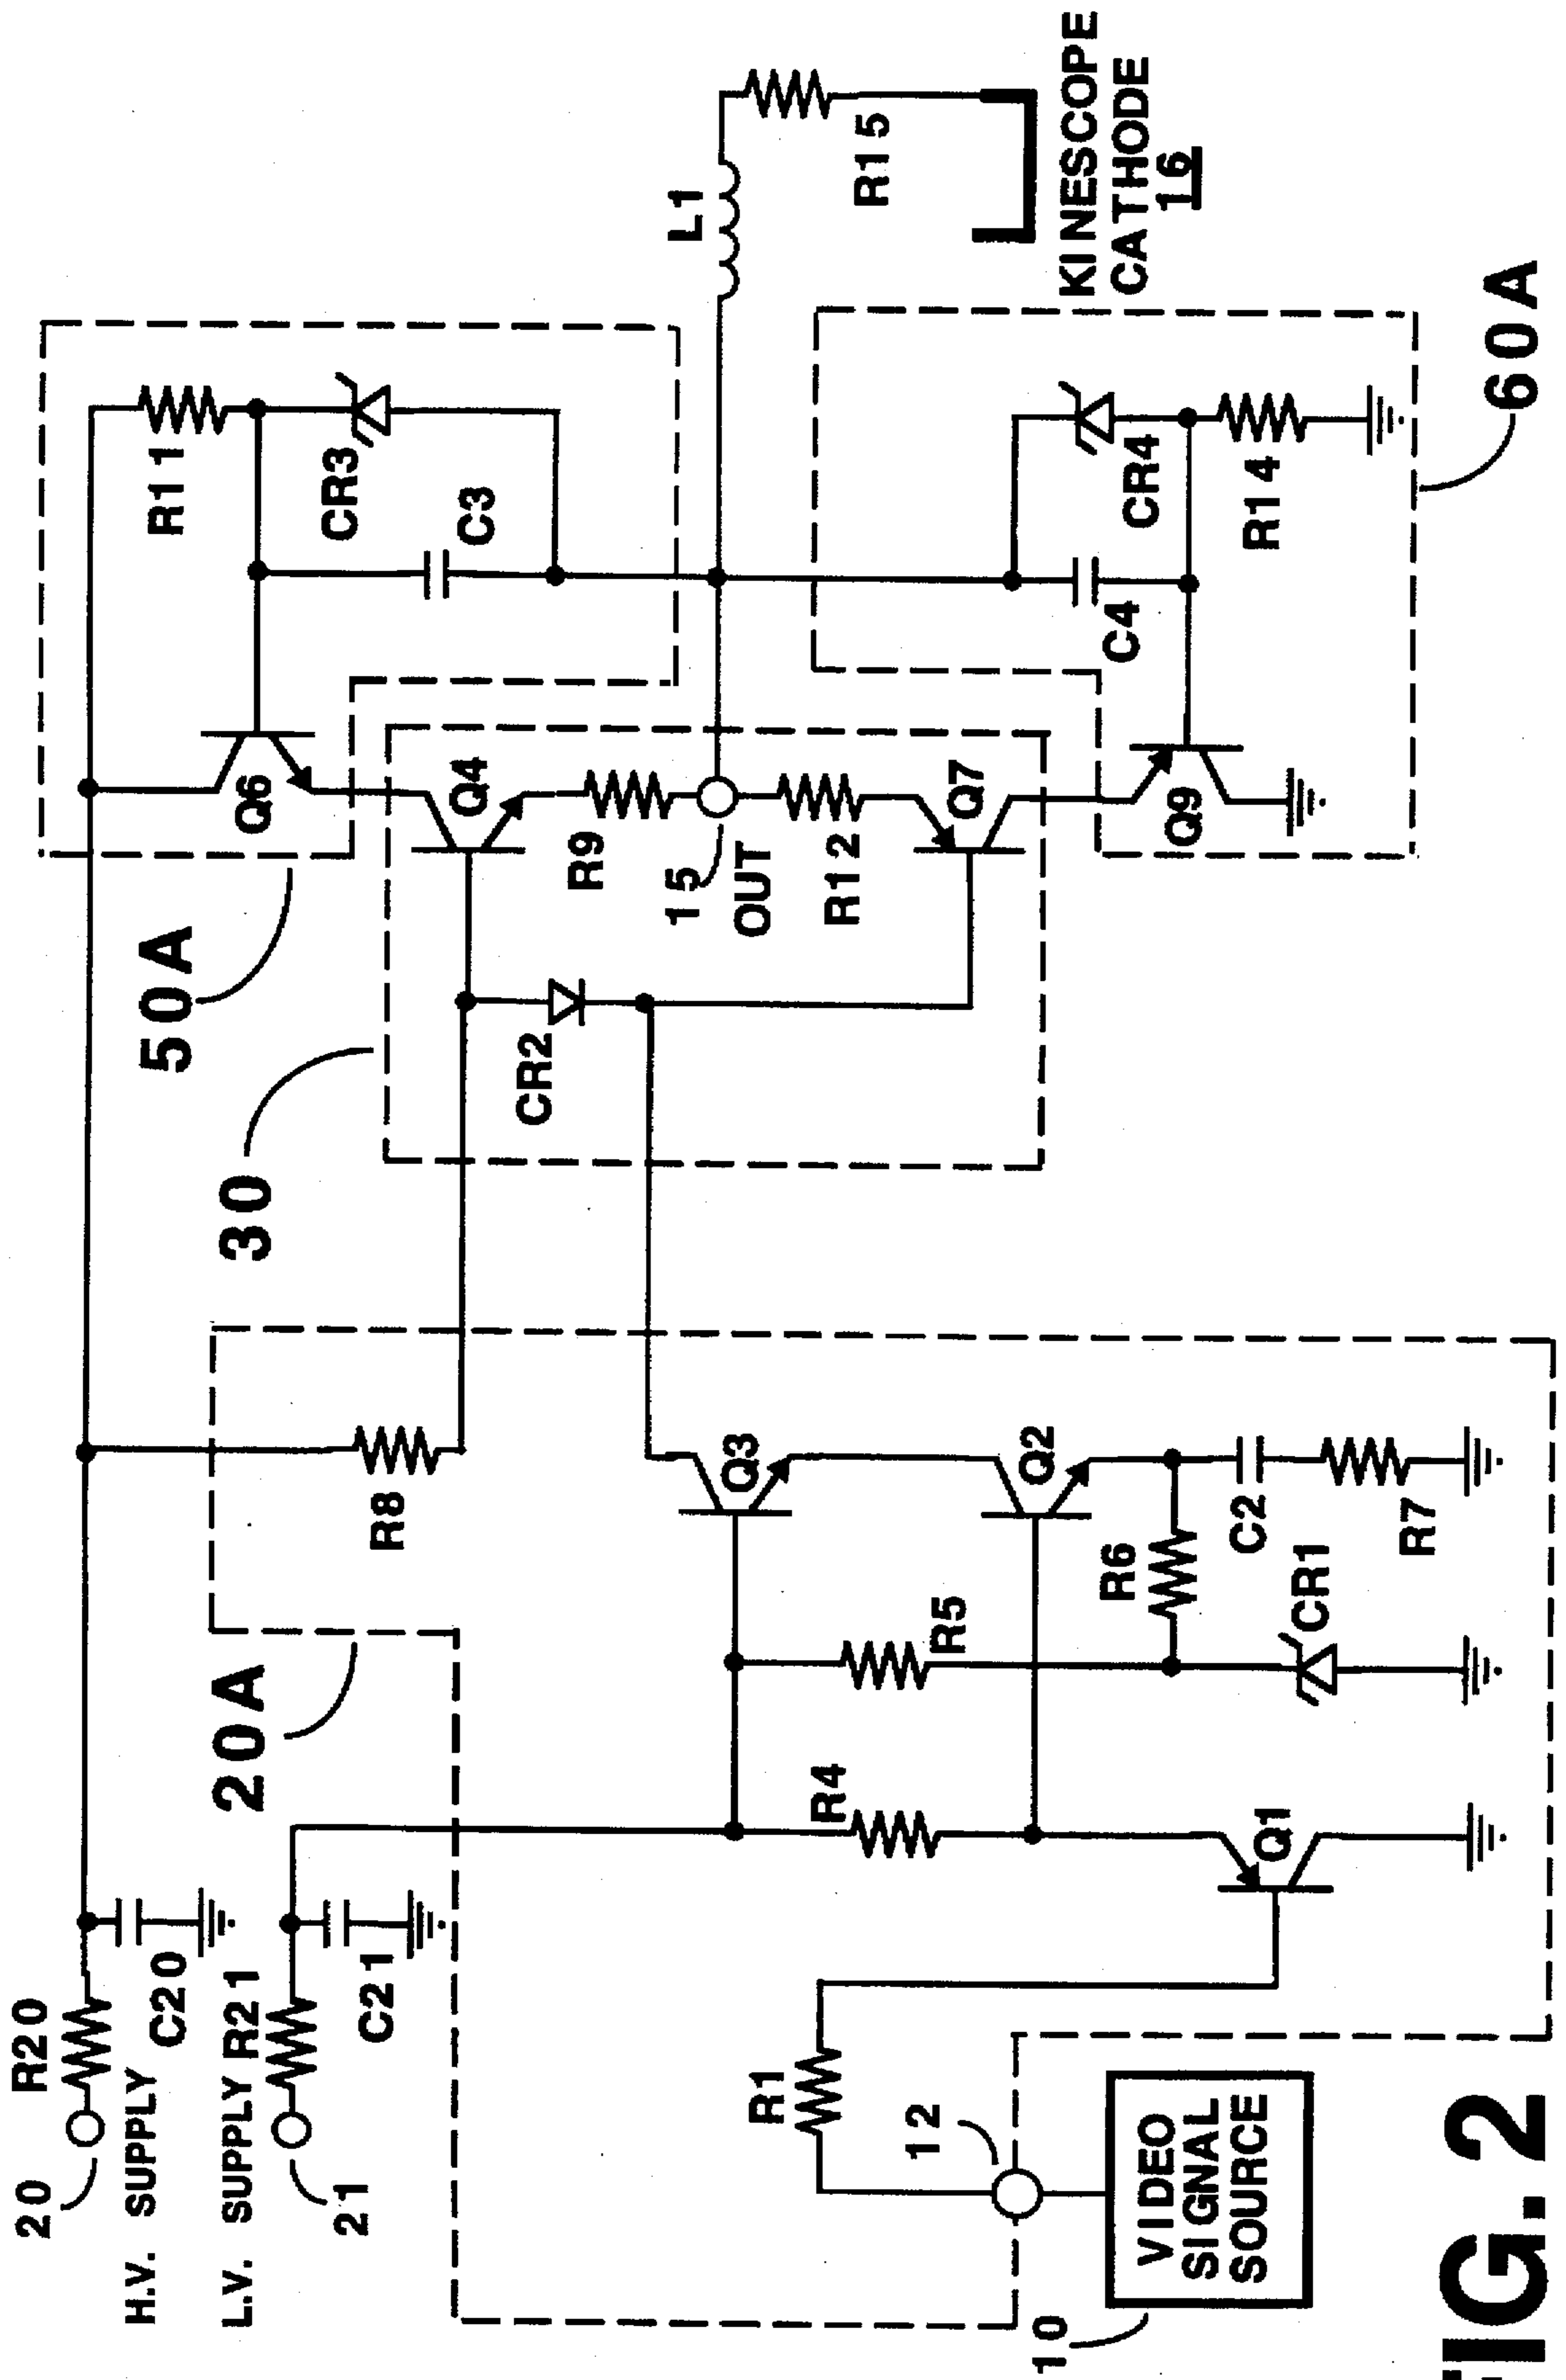 20
R20
H.V. SUPPLY
C20
L.V. SUPPLY
R21
21
C21
20A
R8
50A
Q6
R11
CR3
C3
30
Q4
R9
CR2
15
OUT
R12
Q7
L1
R15
KINESCOPE
CATHODE
16
C4
CR4
R14
Q9
60A
Q3
Q2
R4
R5
R6
C2
R7
CR1
Q1
R1
12
VIDEO
SIGNAL
SOURCE
10
FIG. 2